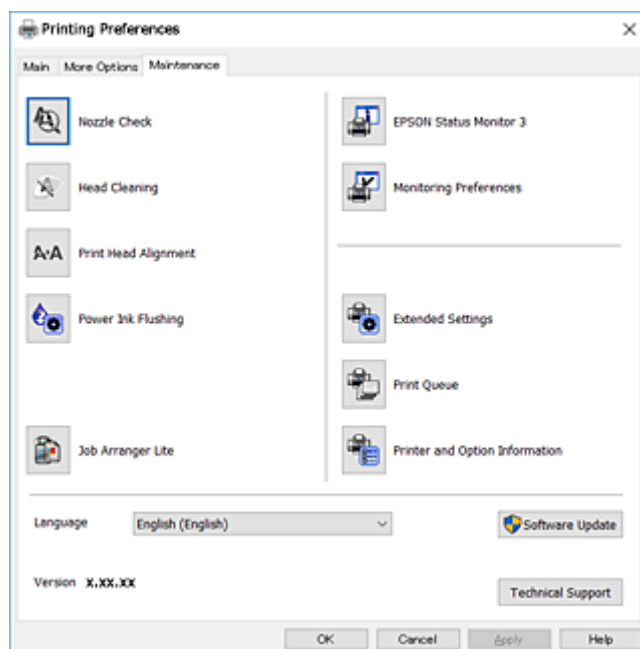 Printing Preferences
Main More Options Maintenance
Nozzle Check
Head Cleaning
A·A Print Head Alignment
Power Ink Flushing
Job Arranger Lite
EPSON Status Monitor 3
Monitoring Preferences
Extended Settings
Print Queue
Printer and Option Information
Language English (English) Software Update
Version X.XX.XX Technical Support
OK Cancel Apply Help